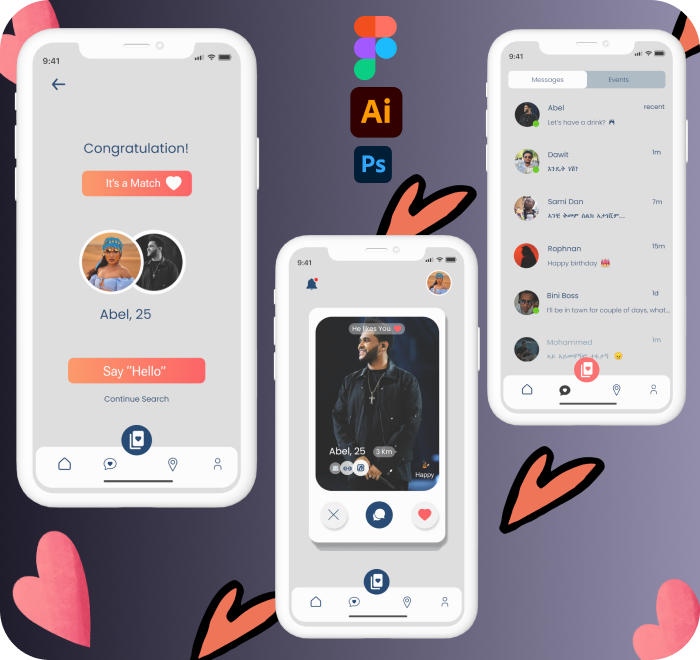 9:41
Congratulation!
It's a Match
Abel, 25
Say "Hello"
Continue Search
Ai
Ps
9:41
He likes You
Abel, 25 3 Km
Happy
9:41
Messages Events
Abel recent
Let's have a drink?
Dawit 1m
እንዴት ነሽ?
Sami Dan 7m
Rophnan 15m
Happy birthday
Bini Boss 1d
I'll be in town for couple of days, what...
Mohammed 1m